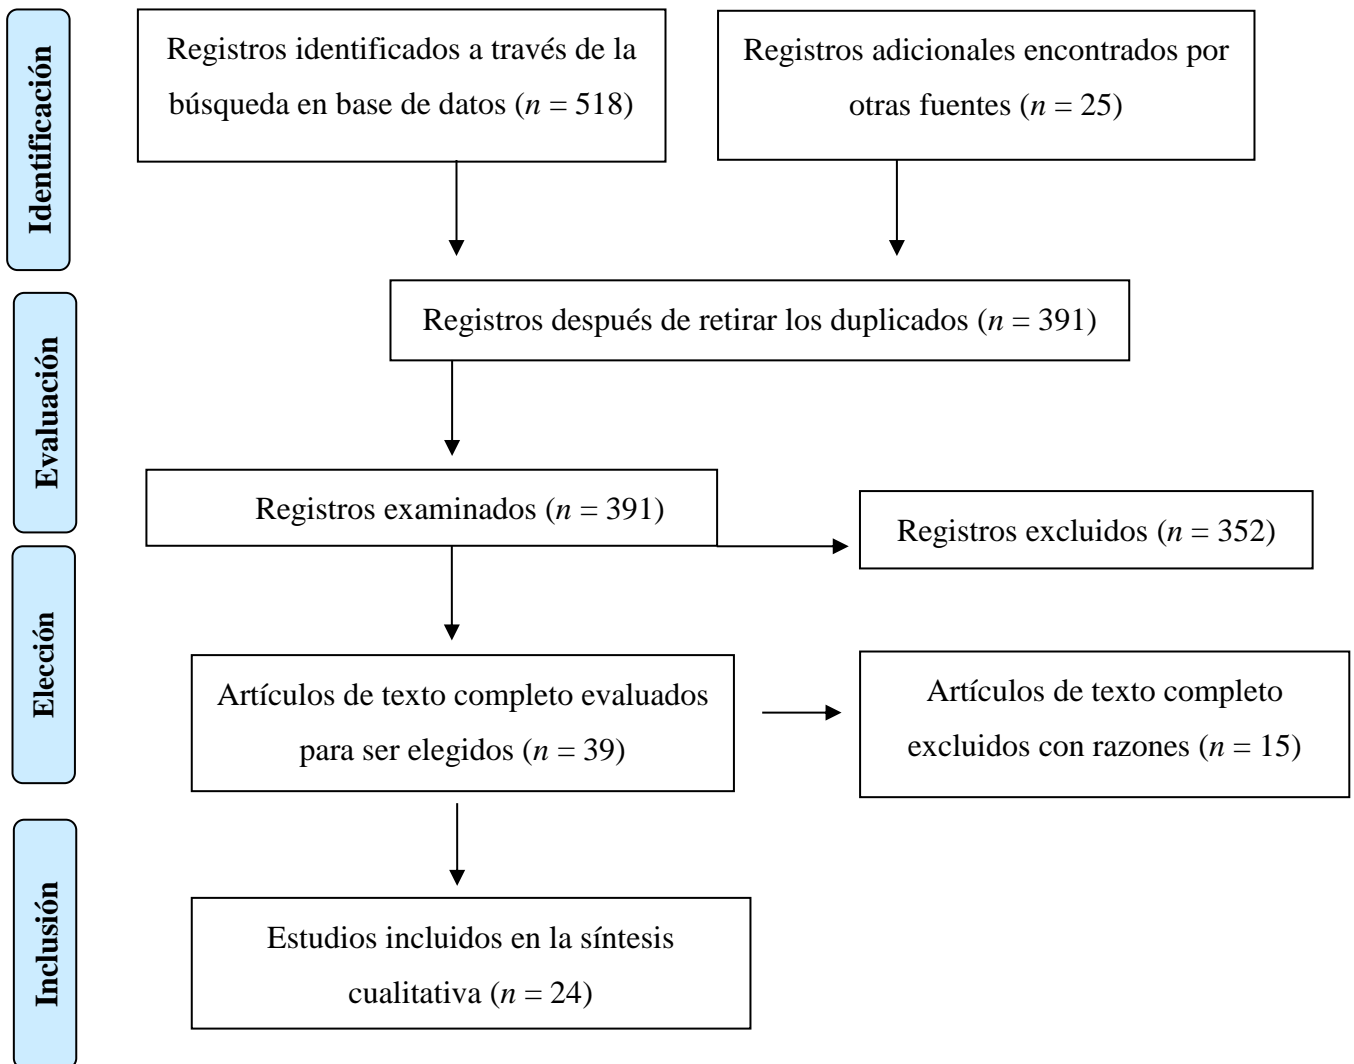 Identificación
Registros identificados a través de la
búsqueda en base de datos (n = 518)
Registros adicionales encontrados por
otras fuentes (n = 25)
Evaluación
Registros después de retirar los duplicados (n = 391)
Registros examinados (n = 391)
Registros excluidos (n = 352)
Elección
Artículos de texto completo evaluados
para ser elegidos (n = 39)
Artículos de texto completo
excluidos con razones (n = 15)
Inclusión
Estudios incluidos en la síntesis
cualitativa (n = 24)